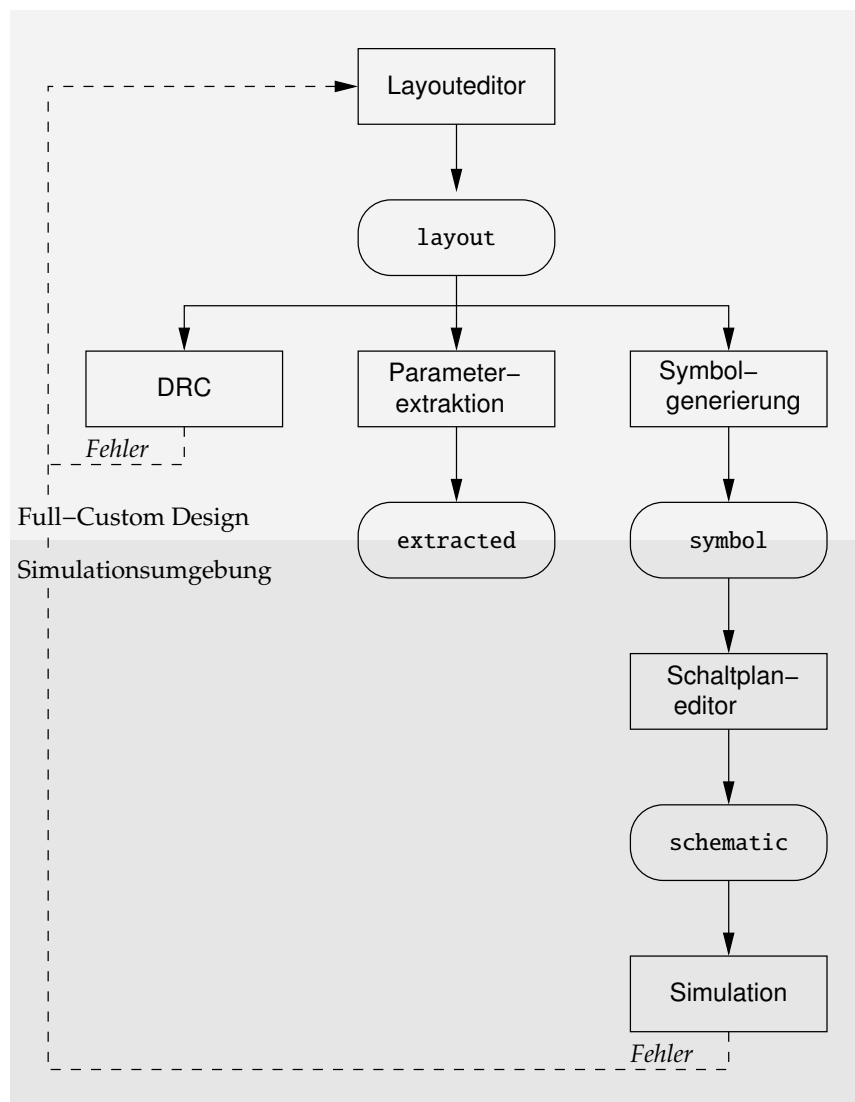 Layouteditor
layout
DRC
Parameter–
extraktion
Symbol–
generierung
Fehler
Full–Custom Design
extracted
symbol
Simulationsumgebung
Schaltplan–
editor
schematic
Simulation
Fehler